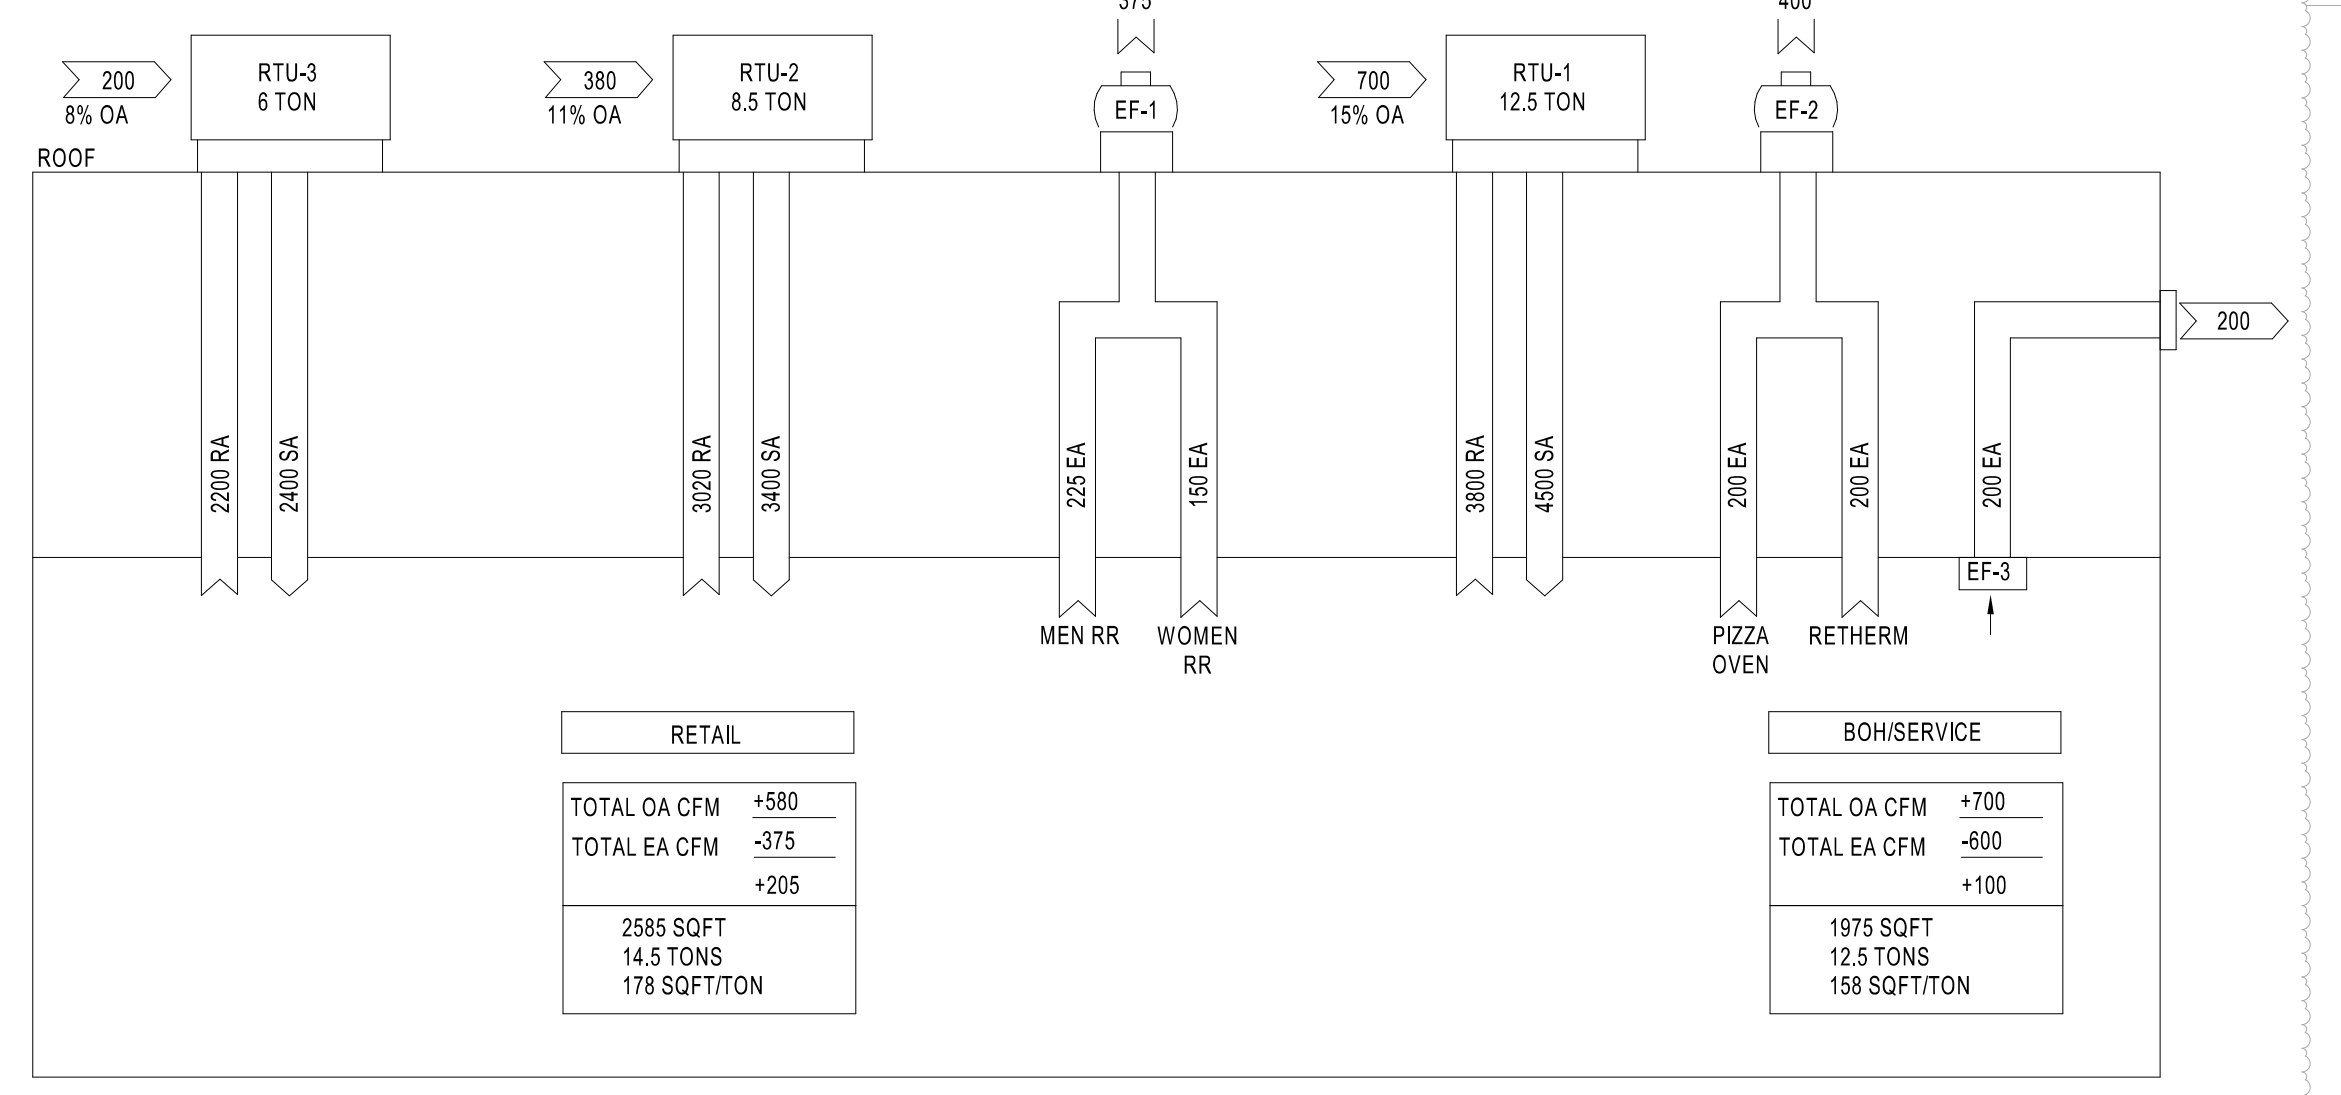 375
400
200
8% OA
RTU-3
6 TON
380
11% OA
RTU-2
8.5 TON
EF-1
700
15% OA
RTU-1
12.5 TON
EF-2
ROOF
200
2200 RA
2400 SA
3020 RA
3400 SA
225 EA
150 EA
3800 RA
4500 SA
200 EA
200 EA
200 EA
EF-3
MEN RR
WOMEN
RR
PIZZA
OVEN
RETHERM
RETAIL
TOTAL OA CFM +580
TOTAL EA CFM -375
+205
2585 SQFT
14.5 TONS
178 SQFT/TON
BOH/SERVICE
TOTAL OA CFM +700
TOTAL EA CFM -600
+100
1975 SQFT
12.5 TONS
158 SQFT/TON